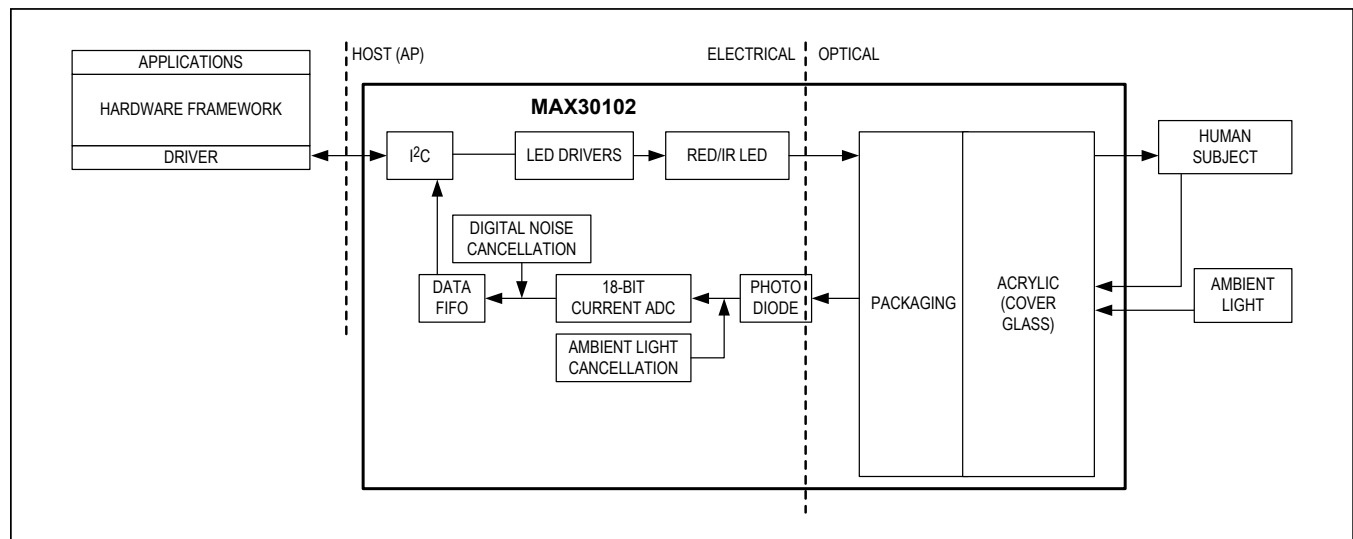 APPLICATIONS
HARDWARE FRAMEWORK
DRIVER
HOST (AP)
ELECTRICAL
OPTICAL
MAX30102
I²C
LED DRIVERS
RED/IR LED
DIGITAL NOISE
CANCELLATION
DATA
FIFO
18-BIT
CURRENT ADC
PHOTO
DIODE
AMBIENT LIGHT
CANCELLATION
PACKAGING
ACRYLIC
(COVER
GLASS)
HUMAN
SUBJECT
AMBIENT
LIGHT